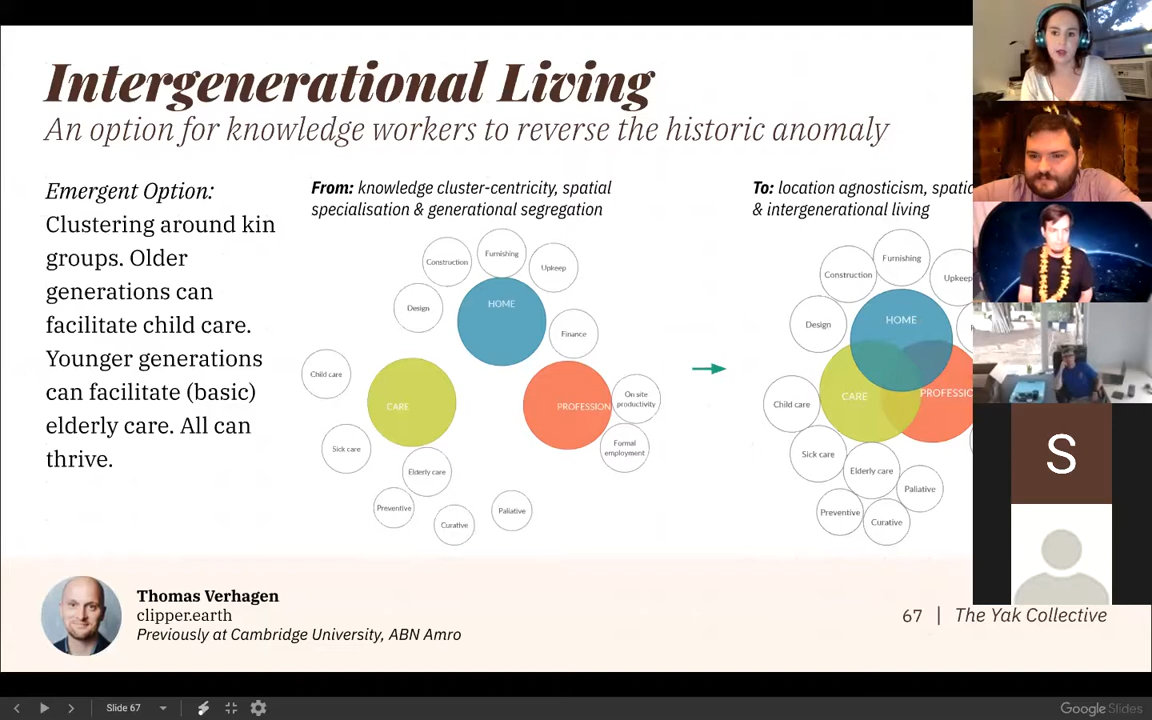 Intergenerational Living
An option for knowledge workers to reverse the historic anomaly
Emergent Option:
Clustering around kin
groups. Older
generations can
facilitate child care.
Younger generations
can facilitate (basic)
elderly care. All can
thrive.
From: knowledge cluster-centricity, spatial
specialisation & generational segregation
Construction
Furnishing
Upkeep
Design
HOME
Finance
Child care
CARE
PROFESSION
On site
productivity
Sick care
Formal
employment
Elderly care
Preventive
Curative
Paliative
To: location agnosticism,
& intergenerational living
Construction
Furnishing
Upkeep
Design
HOME
Child care
CARE
PROFESSION
Sick care
Elderly care
Paliative
Preventive
Curative
S
Thomas Verhagen
clipper.earth
Previously at Cambridge University, ABN Amro
67 | The Yak Collective
Slide 67
Google Slides